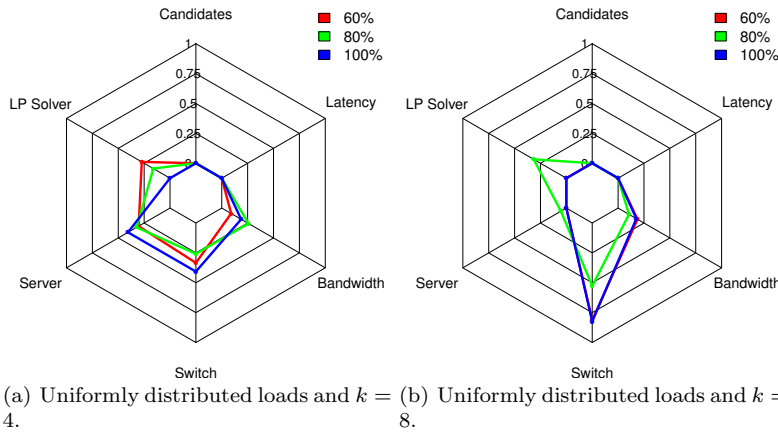 Candidates
60%
80%
100%
1
0.75
0.5
0.25
0
LP Solver
Latency
Server
Bandwidth
Switch
(a) Uniformly distributed loads and k =
4.
Candidates
60%
80%
100%
1
0.75
0.5
0.25
0
LP Solver
Latency
Server
Bandwidth
Switch
(b) Uniformly distributed loads and k =
8.